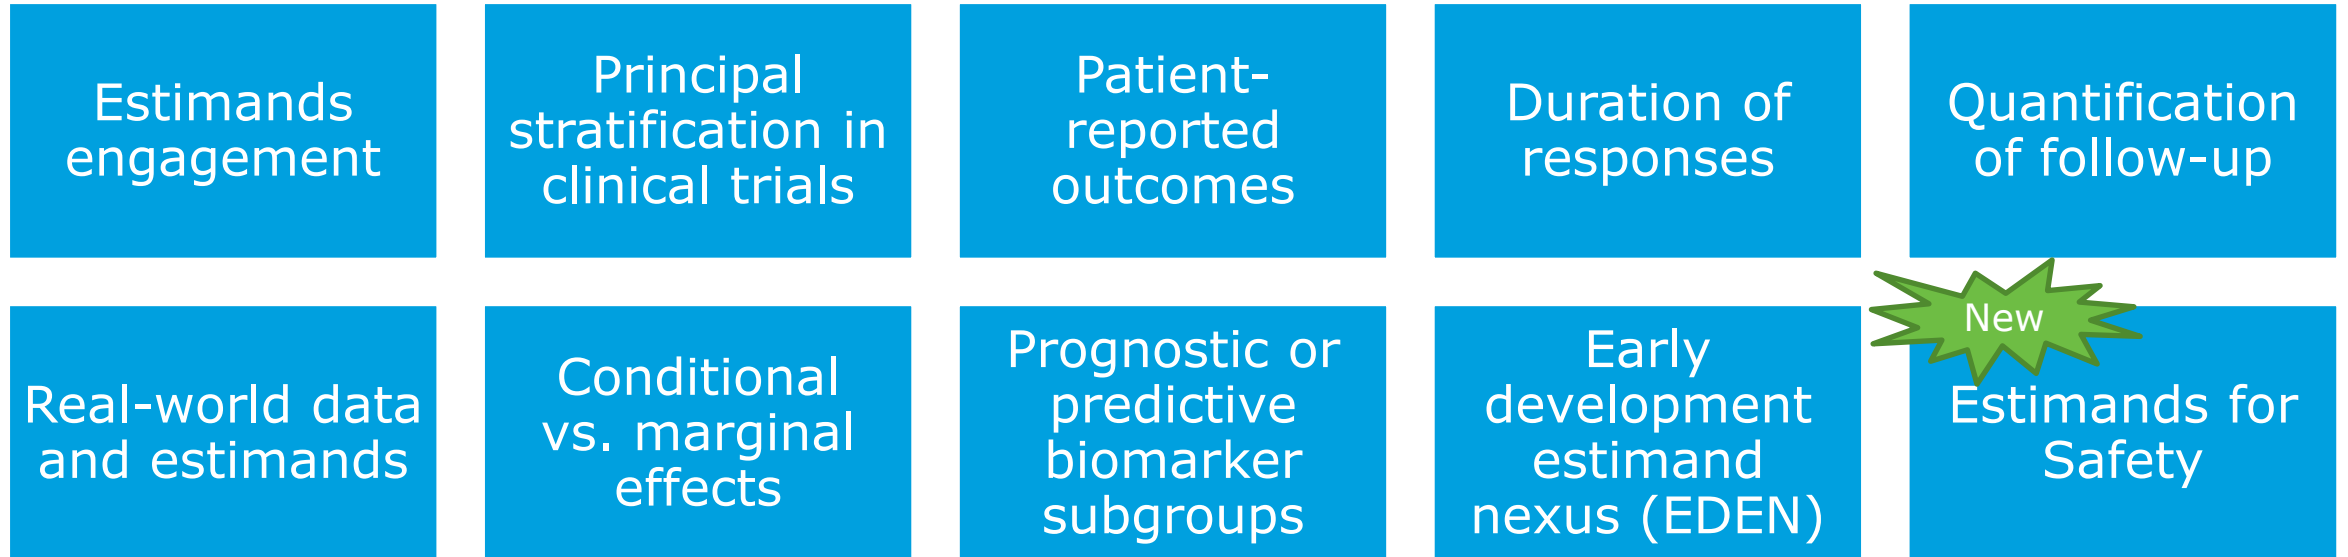 Estimands
engagement
Principal
stratification in
clinical trials
Patient-
reported
outcomes
Duration of
responses
Quantification
of follow-up
Real-world data
and estimands
Conditional
vs. marginal
effects
Prognostic or
predictive
biomarker
subgroups
Early
development
estimand
nexus (EDEN)
New
Estimands for
Safety